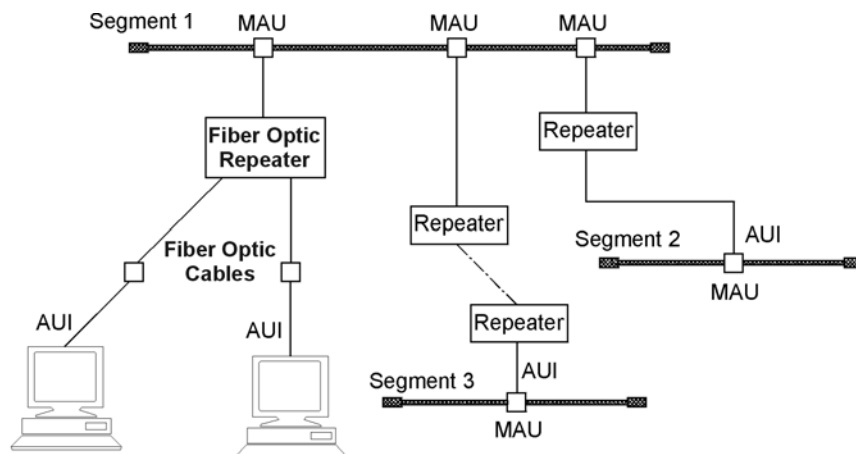 Segment 1
MAU
MAU
MAU
Fiber Optic
Repeater
Repeater
Repeater
Fiber Optic
Cables
Segment 2
AUI
MAU
AUI
Repeater
AUI
Segment 3
MAU